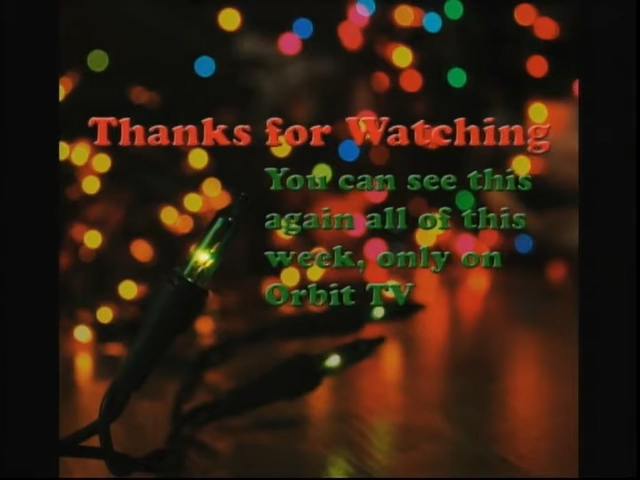 Thanks for Watching
You can see this
again all of this
week, only on
Orbit TV